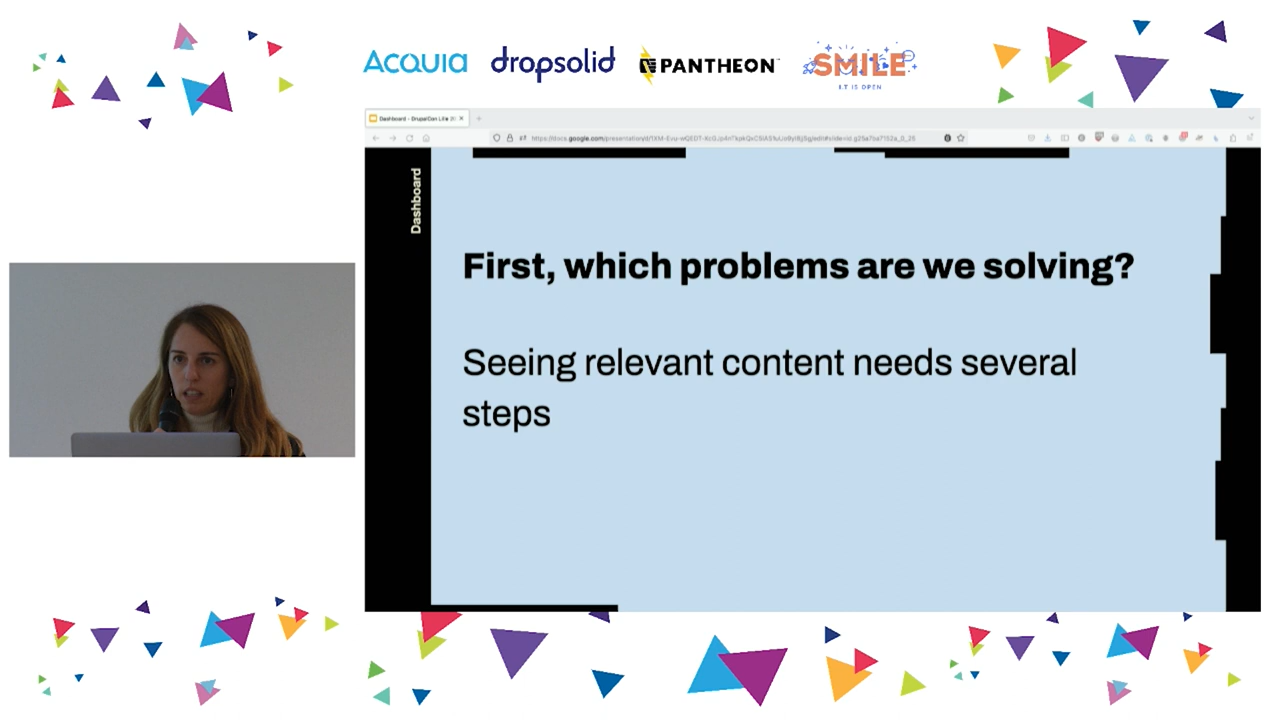 ACQUIA
dropsolid
PANTHEON
SMILE
I.T IS OPEN
Dashboard
First, which problems are we solving?
Seeing relevant content needs several
steps